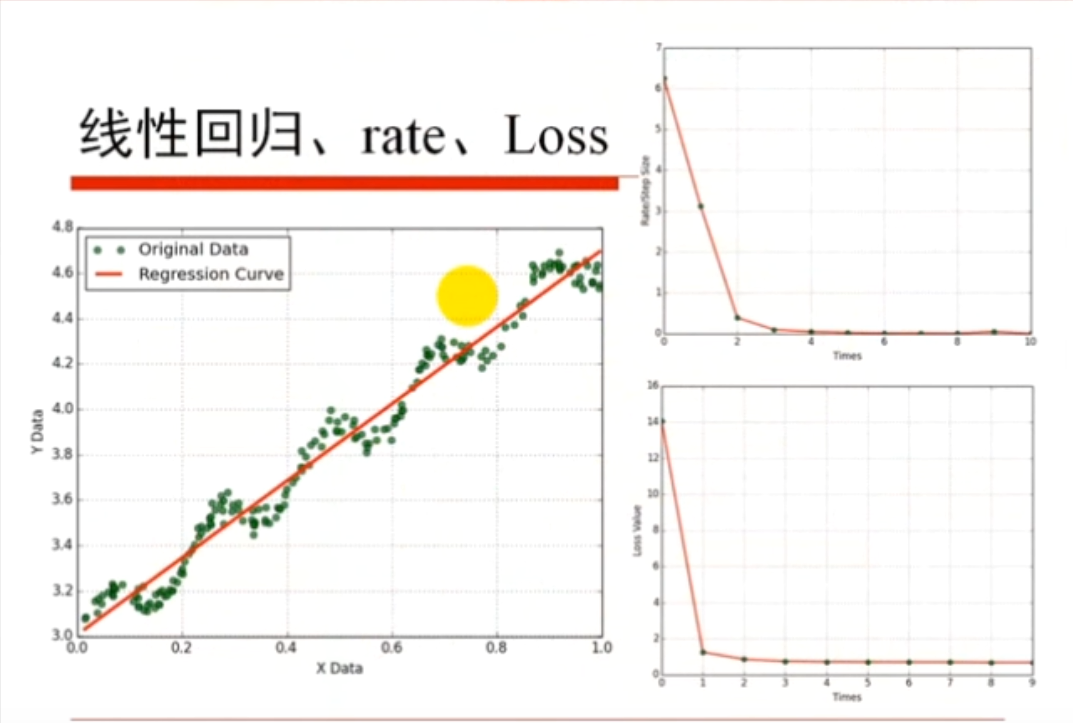 线性回归、rate、Loss
4.8
4.6
4.4
4.2
4.0
3.8
3.6
3.4
3.2
3.0
Y Data
Original Data
Regression Curve
0.0 0.2 0.4 0.6 0.8 1.0
X Data
7
6
5
4
3
2
1
0
Rate/Step Size
0 2 4 6 8 10
Times
16
14
12
10
8
6
4
2
0
Loss Value
0 1 2 3 4 5 6 7 8 9
Times